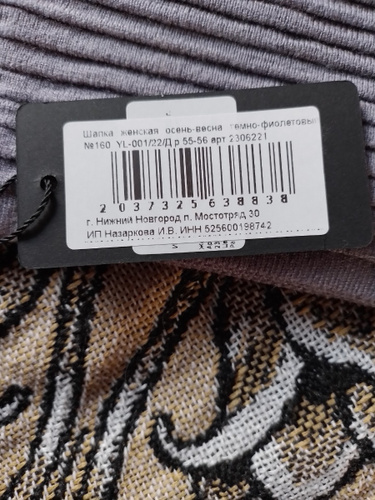 Шапка женская осень-весна темно-фиолетовый
№160 YL-001/22/Д р 55-56 арт 2306221
2037325638838
г. Нижний Новгород п. Мостотряд 30
ИП Назаркова И.В. ИНН 525600198742